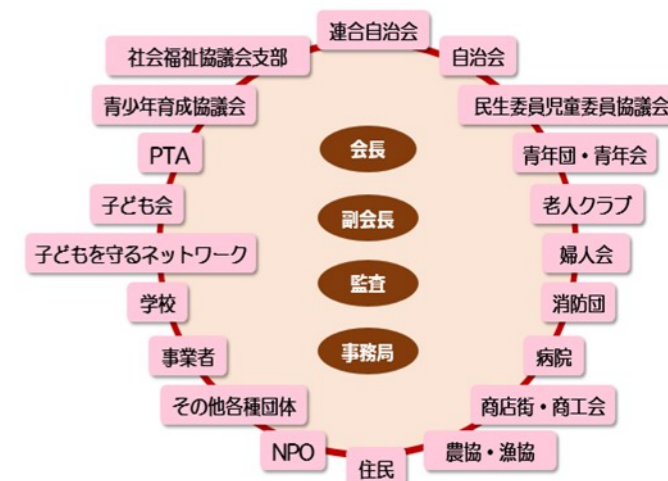 連合自治会
社会福祉協議会支部
自治会
青少年育成協議会
民生委員児童委員協議会
PTA
会長
青年団・青年会
子ども会
副会長
老人クラブ
子どもを守るネットワーク
婦人会
監査
学校
消防団
事業者
事務局
病院
その他各種団体
商店街・商工会
NPO
住民
農協・漁協